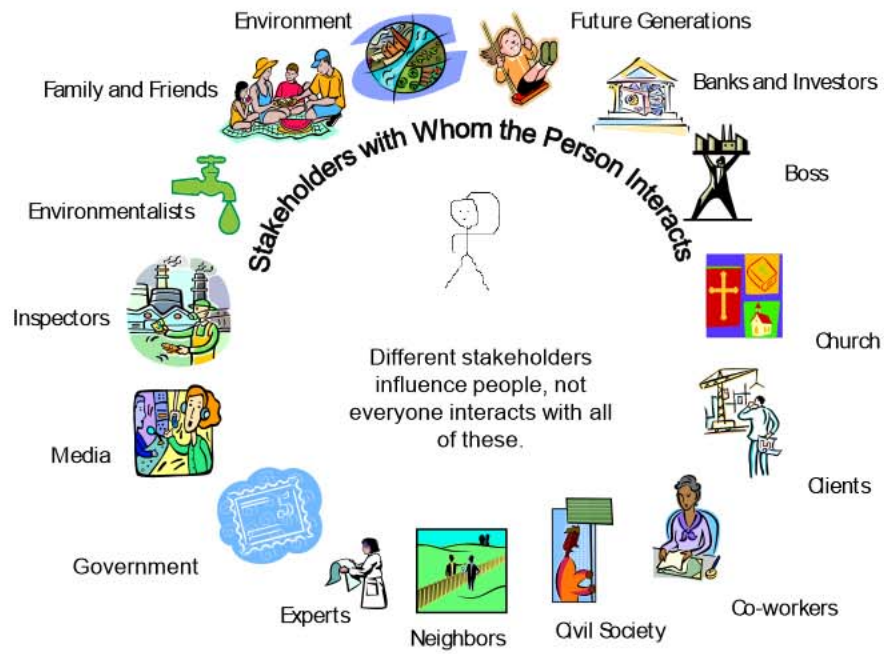 Environment
Future Generations
Family and Friends
Banks and Investors
Stakeholders with Whom the Person Interacts
Boss
Environmentalists
Inspectors
Church
Different stakeholders
influence people, not
everyone interacts with all
of these.
Media
Clients
Government
Experts
Neighbors
Civil Society
Co-workers